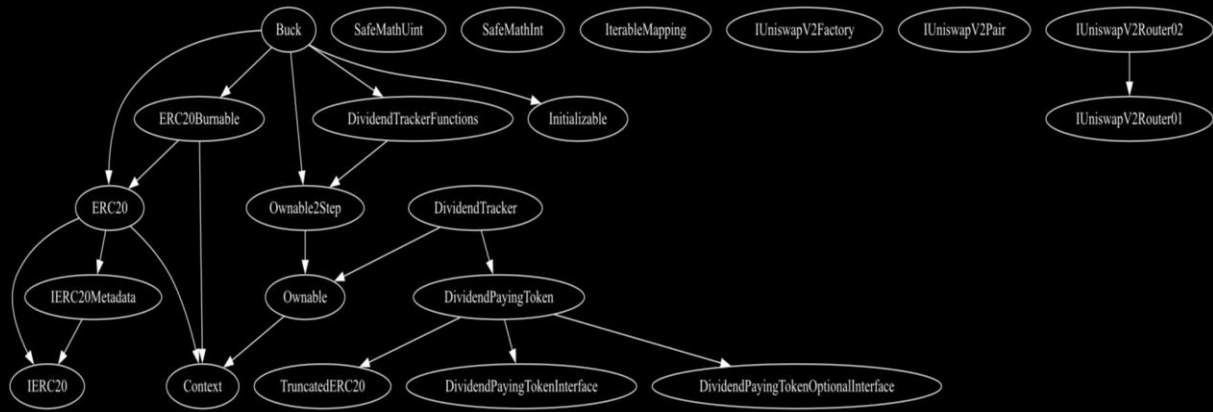 Buck
SafeMathUint
SafeMathInt
IterableMapping
IUniswapV2Factory
IUniswapV2Pair
IUniswapV2Router02
ERC20Burnable
DividendTrackerFunctions
Initializable
IUniswapV2Router01
ERC20
Ownable2Step
DividendTracker
IERC20Metadata
Ownable
DividendPayingToken
IERC20
Context
TruncatedERC20
DividendPayingTokenInterface
DividendPayingTokenOptionalInterface